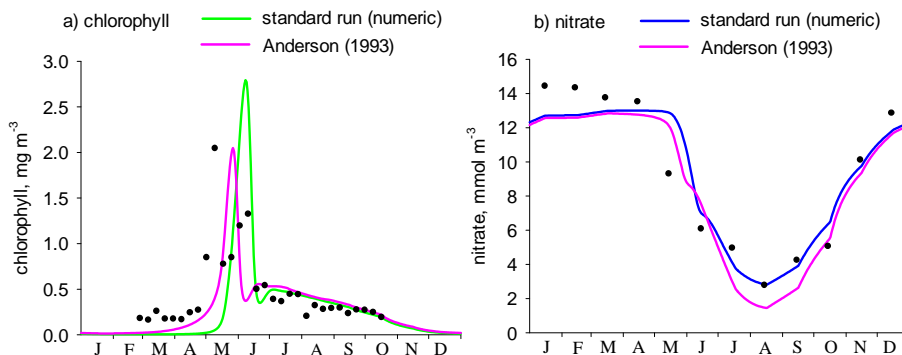 a) chlorophyll
standard run (numeric)
Anderson (1993)
chlorophyll, mg m-3
3.0
2.5
2.0
1.5
1.0
0.5
0.0
J F M A M J J A S O N D
b) nitrate
standard run (numeric)
Anderson (1993)
nitrate, mmol m-3
16
14
12
10
8
6
4
2
0
J F M A M J J A S O N D